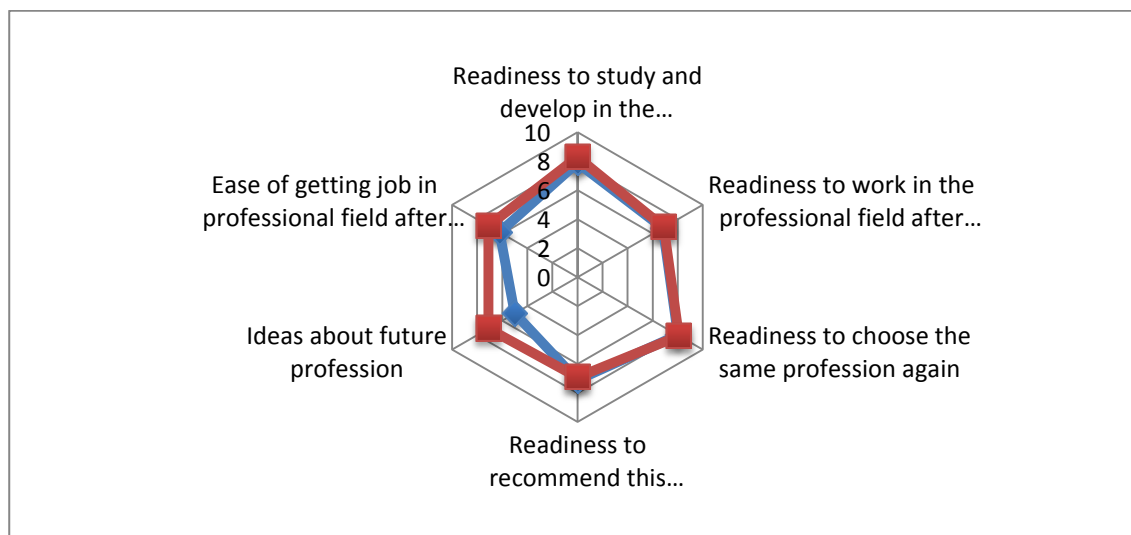 Readiness to study and
develop in the…
10
8
6
4
2
0
Readiness to work in the
professional field after…
Readiness to choose the
same profession again
Readiness to
recommend this…
Ideas about future
profession
Ease of getting job in
professional field after…